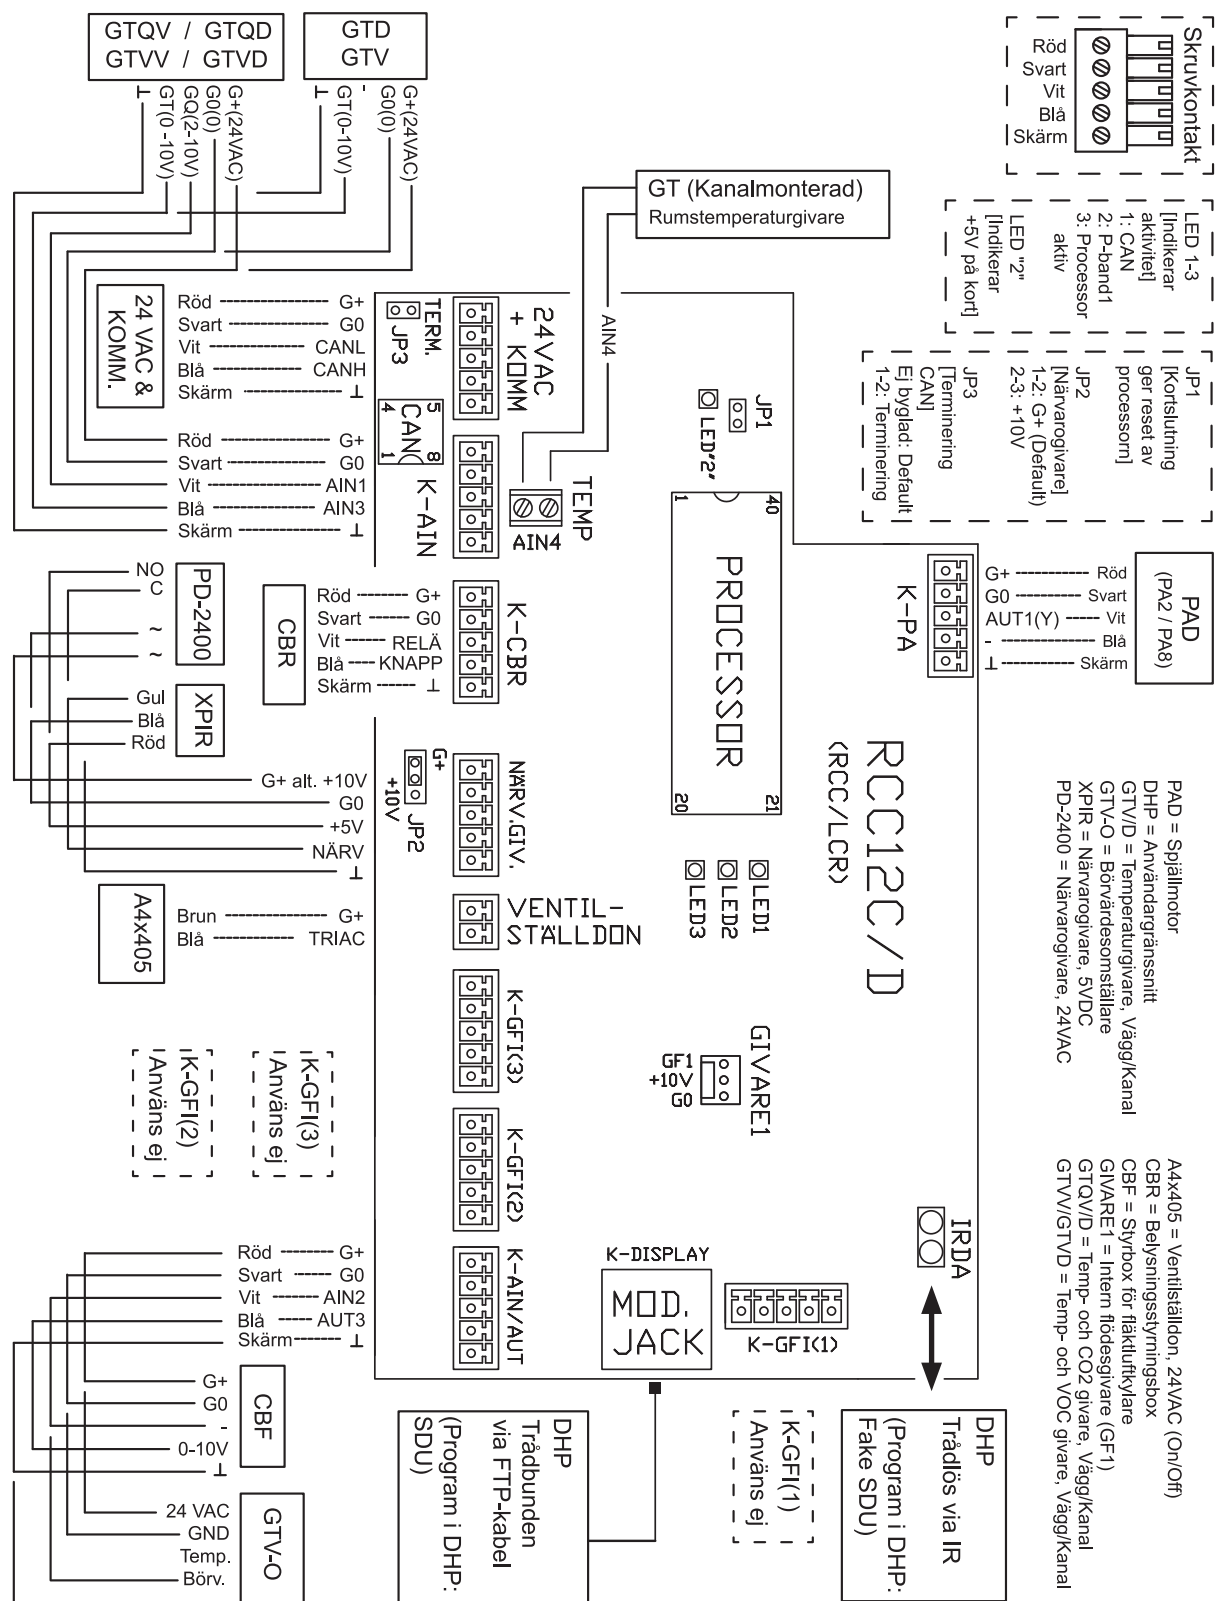 GTQV / GTQD
GTVV / GTVD
G+(24VAC)
G0(0)
GQ(2-10V)
GT(0 -10V)
⊥
GTD
GTV
G+(24VAC)
G0(0)
-
GT(0-10V)
⊥
GT (Kanalmonterad)
Rumstemperaturgivare
AIN4
Skruvkontakt
Röd
Svart
Vit
Blå
Skärm
LED 1-3
[Indikerar
aktivitet]
1: CAN
2: P-band1
3: Processor
aktiv
LED "2"
[Indikerar
+5V på kort]
JP1
[Kortslutning
ger reset av
processorn]
JP2
[Närvarogivare]
1-2: G+ (Default)
2-3: +10V
JP3
[Terminering
CAN]
Ej byglad: Default
1-2: Terminering
24 VAC &
KOMM.
Röd G+
Svart G0
Vit CANL
Blå CANH
Skärm ⊥
Röd G+
Svart G0
Vit AIN1
Blå AIN3
Skärm ⊥
TERM.
JP3
24VAC
+ KOMM
5
4
CAN
8
1
K-AIN
TEMP
AIN4
JP1
LED"2"
1
40
PROCESSOR
20
21
K-PA
G+ Röd
G0 Svart
AUT1(Y) Vit
- Blå
⊥ Skärm
PAD
(PA2 / PA8)
PD-2400
NO
C
~
~
XPIR
Gul
Blå
Röd
CBR
Röd G+
Svart G0
Vit RELÄ
Blå KNAPP
Skärm ⊥
K-CBR
G+ alt. +10V
G0
+5V
NÄRV
⊥
G+
JP2
+10V
NÄRV.GIV.
A4x405
Brun G+
Blå TRIAC
VENTIL-
STÄLLDON
RCC12C/D
(RCC/LCR)
LED1
LED2
LED3
K-GFI(3)
K-GFI(2)
K-AIN/AUT
GIVARE1
GF1
+10V
G0
IRDA
K-DISPLAY
MOD.
JACK
K-GFI(1)
K-GFI(2)
Använs ej
K-GFI(3)
Använs ej
K-GFI(1)
Använs ej
Röd G+
Svart G0
Vit AIN2
Blå AUT3
Skärm ⊥
CBF
G+
G0
-
0-10V
⊥
GTV-O
24 VAC
GND
Temp.
Börv.
DHP
Trådbunden
via FTP-kabel
(Program i DHP:
SDU)
DHP
Trådlös via IR
(Program i DHP:
Fake SDU)
PAD = Spjällmotor
DHP = Användargränssnitt
GTV/D = Temperaturgivare, Vägg/Kanal
GTV-O = Börvärdesomställare
XPIR = Närvarogivare, 5VDC
PD-2400 = Närvarogivare, 24VAC
A4x405 = Ventilställdon, 24VAC (On/Off)
CBR = Belysningsstyrningsbox
CBF = Styrbox för fläktluftkylare
GIVARE1 = Intern flödesgivare (GF1)
GTQV/D = Temp- och CO2 givare, Vägg/Kanal
GTVV/GTVD = Temp- och VOC givare, Vägg/Kanal